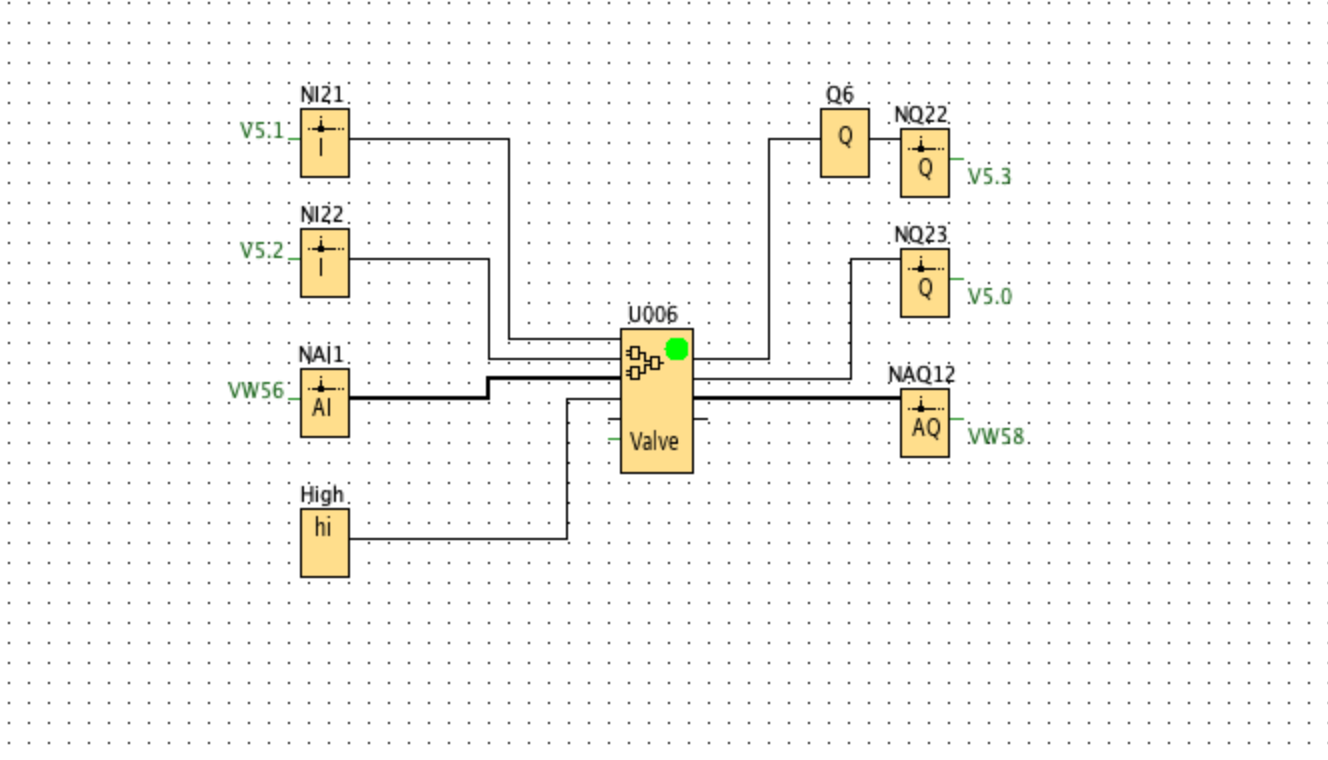 NI21
V5.1
I
NI22
V5.2
I
NAI1
VW56
AI
High
hi
U006
Valve
Q6
Q
NQ22
Q
V5.3
NQ23
Q
V5.0
NAQ12
AQ
VW58